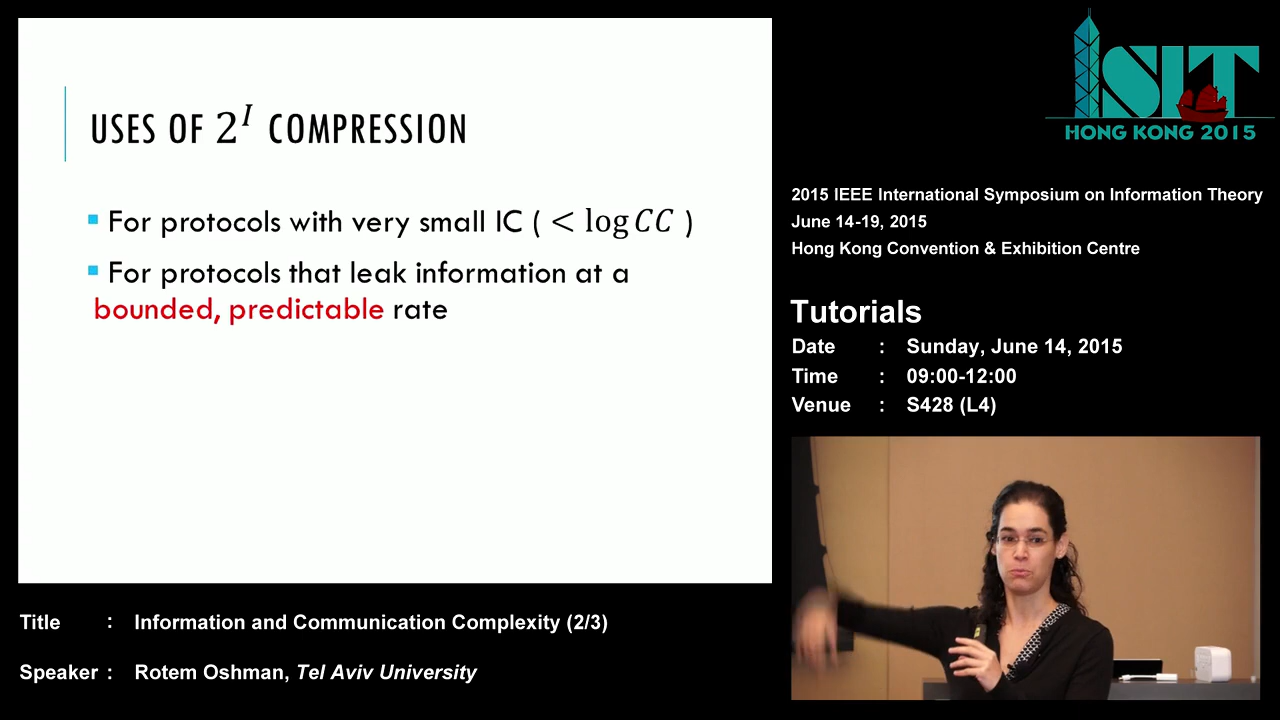 USES OF 2^I COMPRESSION
▪ For protocols with very small IC ( < log CC )
▪ For protocols that leak information at a
bounded, predictable rate
ISIT
HONG KONG 2015
2015 IEEE International Symposium on Information Theory
June 14-19, 2015
Hong Kong Convention & Exhibition Centre
Tutorials
Date : Sunday, June 14, 2015
Time : 09:00-12:00
Venue : S428 (L4)
Title : Information and Communication Complexity (2/3)
Speaker : Rotem Oshman, Tel Aviv University